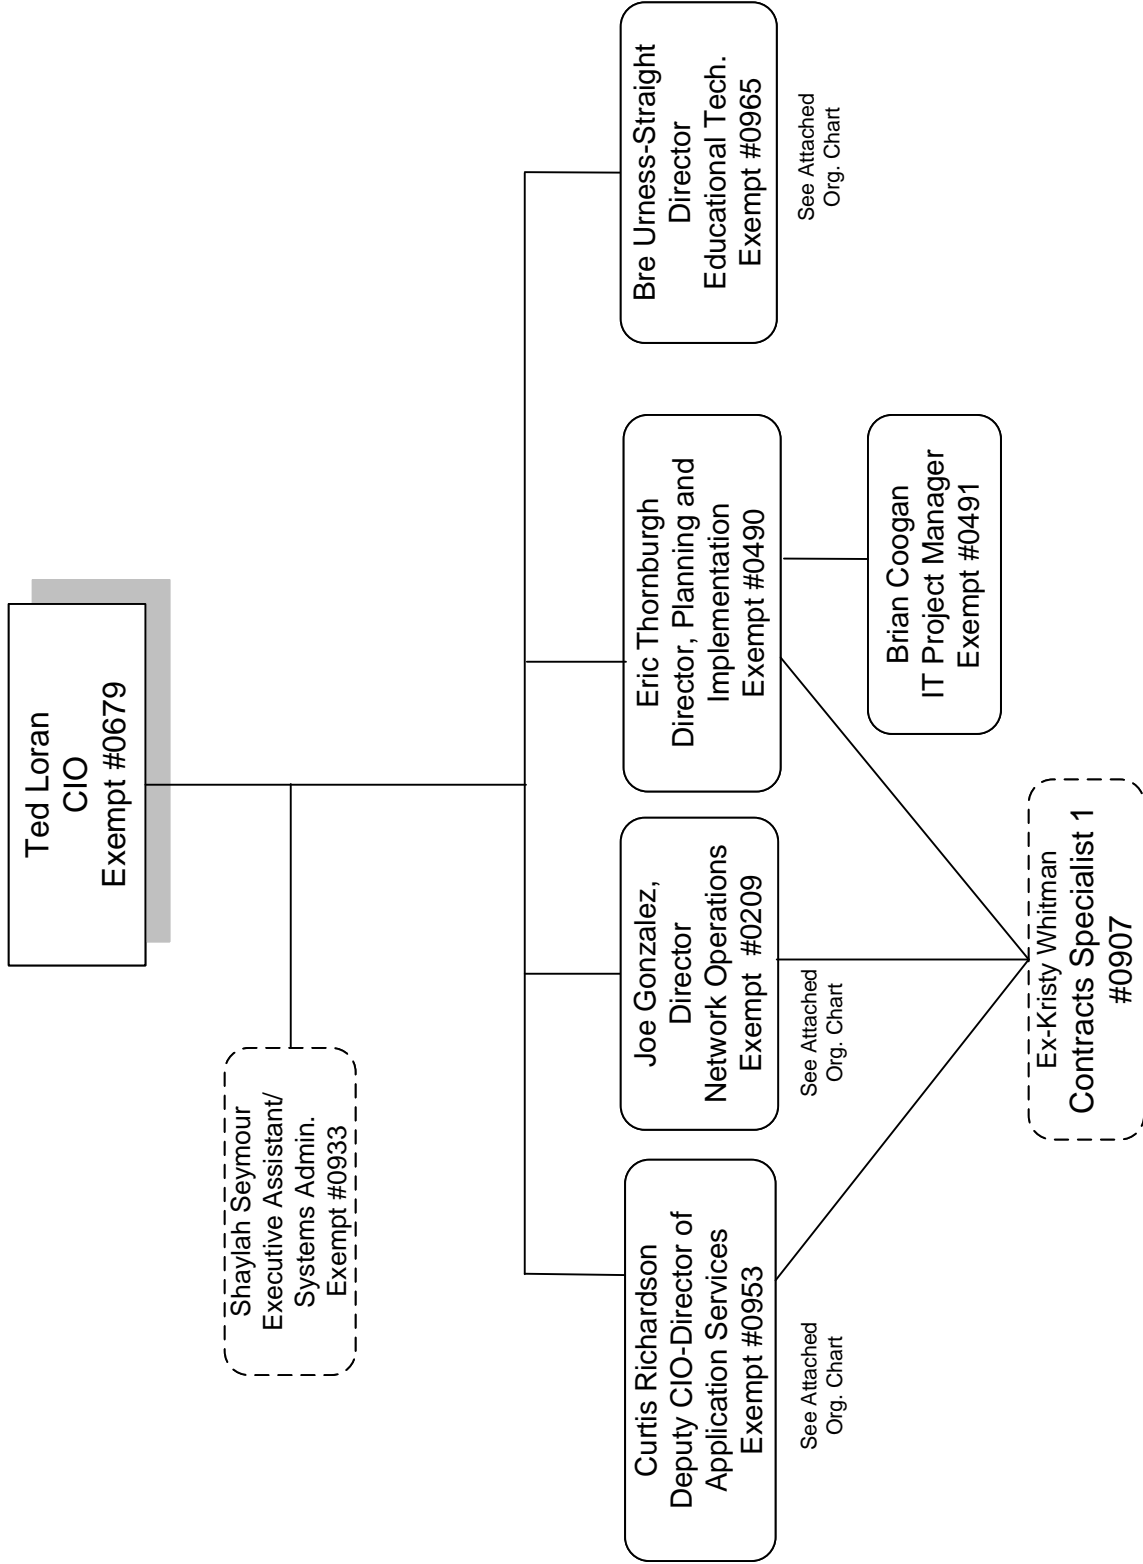 Ted Loran
CIO
Exempt #0679
Shaylah Seymour
Executive Assistant/
Systems Admin.
Exempt #0933
Curtis Richardson
Deputy CIO-Director of
Application Services
Exempt #0953
See Attached
Org. Chart
Joe Gonzalez,
Director
Network Operations
Exempt #0209
See Attached
Org. Chart
Eric Thornburgh
Director, Planning and
Implementation
Exempt #0490
Bre Urness-Straight
Director
Educational Tech.
Exempt #0965
See Attached
Org. Chart
Brian Coogan
IT Project Manager
Exempt #0491
Ex-Kristy Whitman
Contracts Specialist 1
#0907